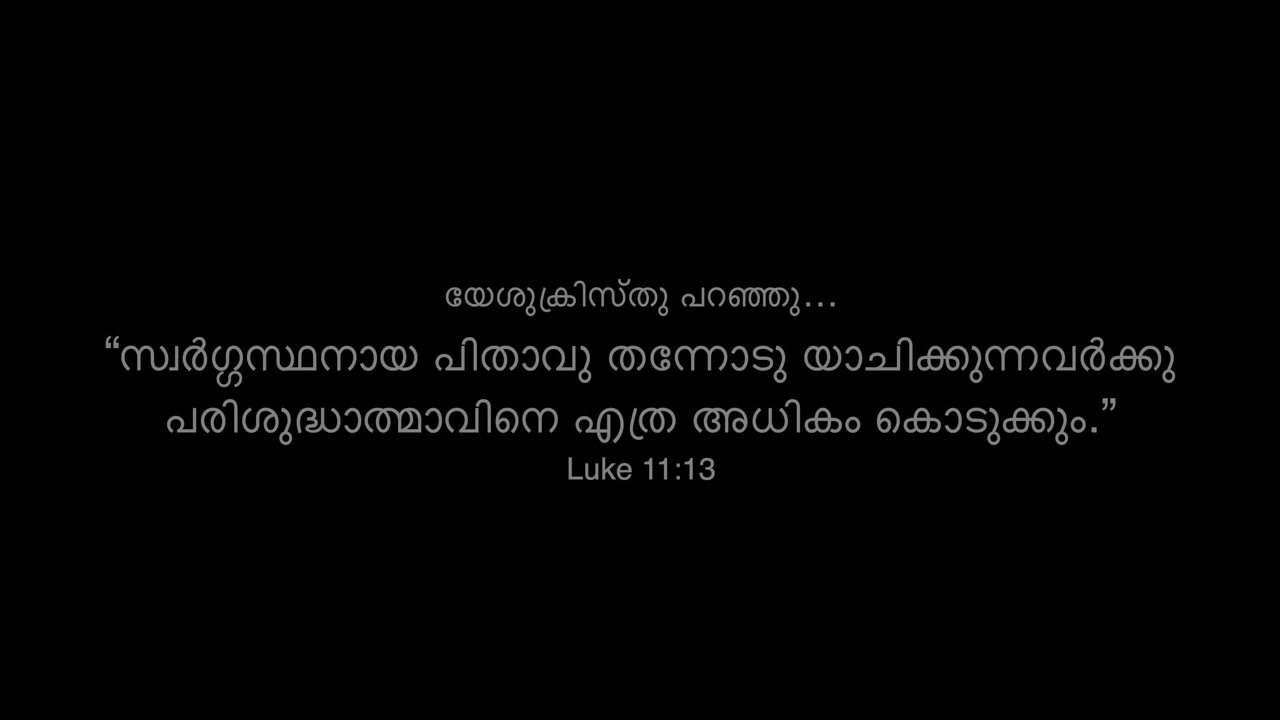 യേശുക്രിസ്തു പറഞ്ഞു...
“സ്വർഗ്ഗസ്ഥനായ പിതാവു തന്നോടു യാചിക്കുന്നവർക്കു
പരിശുദ്ധാത്മാവിനെ എത്ര അധികം കൊടുക്കും.”
Luke 11:13